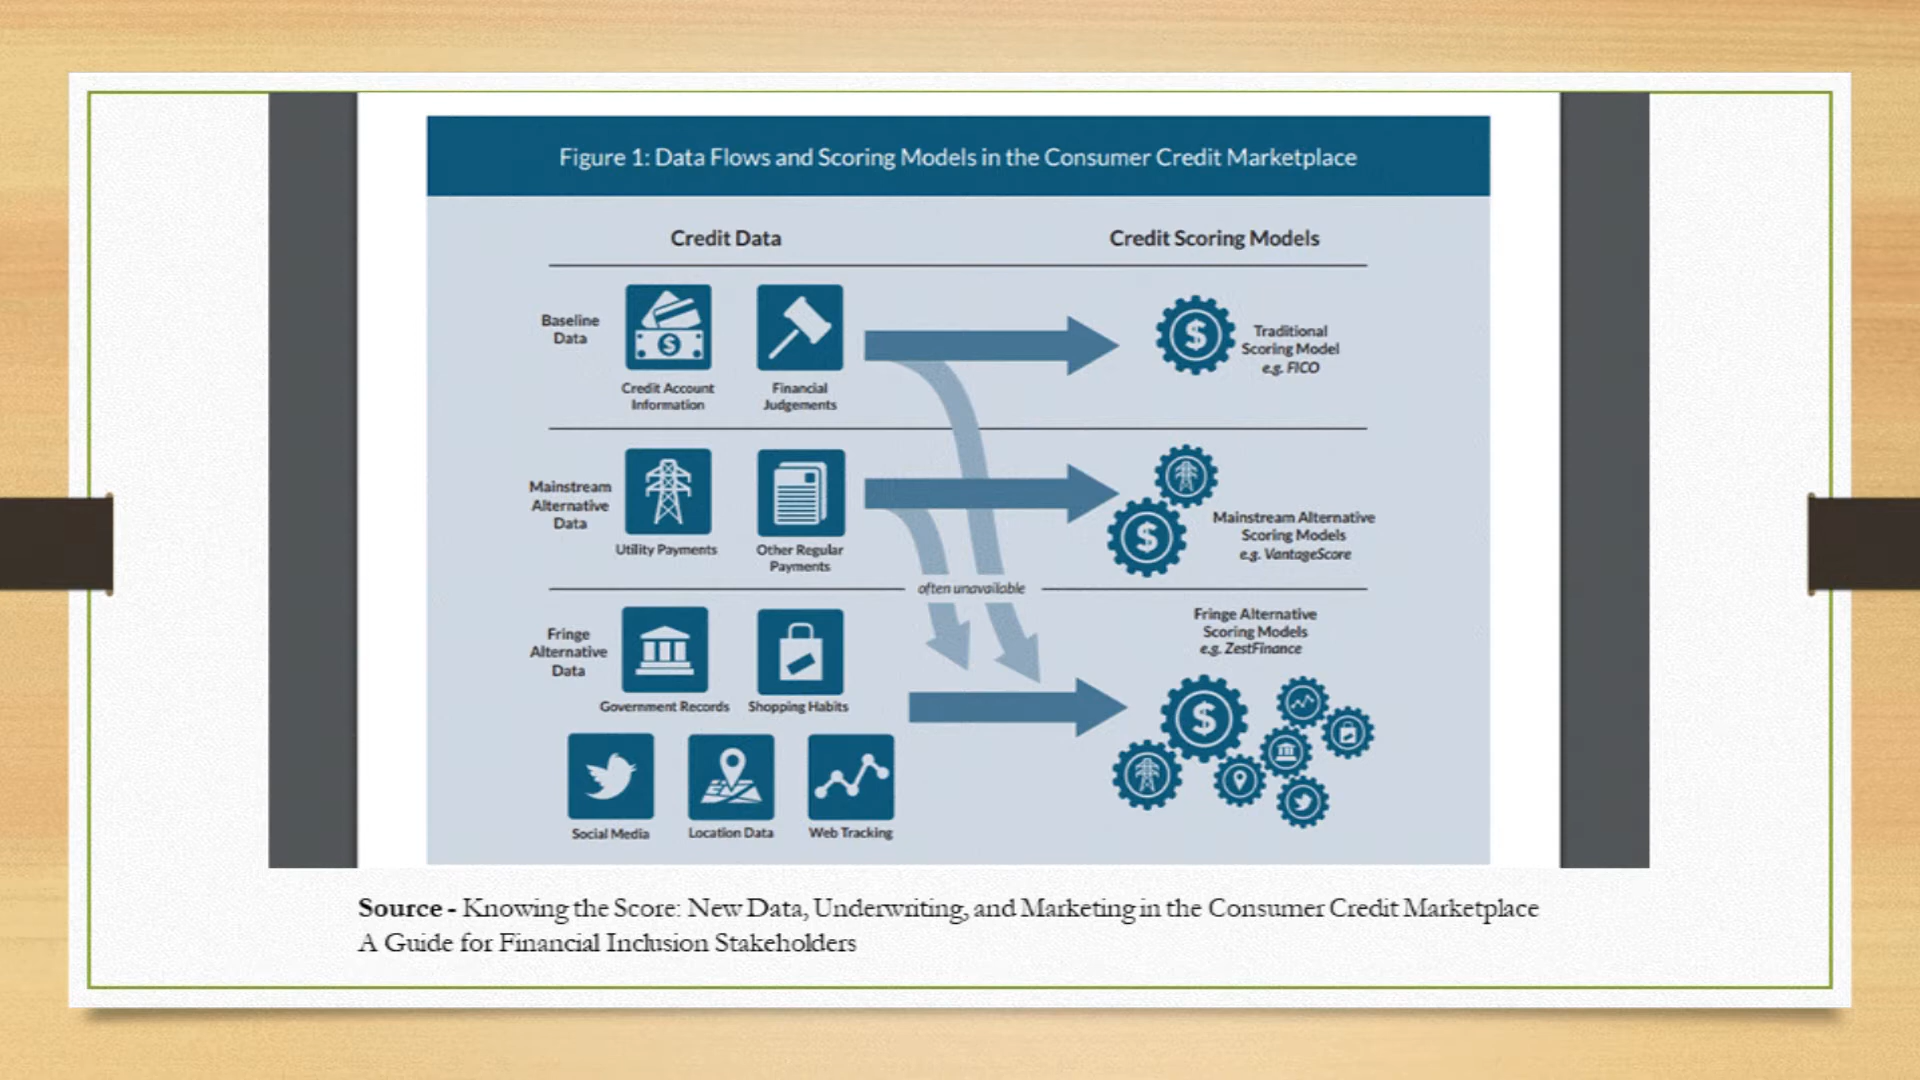 Figure 1: Data Flows and Scoring Models in the Consumer Credit Marketplace
Credit Data
Credit Scoring Models
Baseline
Data
Credit Account
Information
Financial
Judgements
Traditional
Scoring Model
e.g. FICO
Mainstream
Alternative
Data
Utility Payments
Other Regular
Payments
Mainstream Alternative
Scoring Models
e.g. VantageScore
often unavailable
Fringe
Alternative
Data
Government Records
Shopping Habits
Fringe Alternative
Scoring Models
e.g. ZestFinance
Social Media
Location Data
Web Tracking
Source - Knowing the Score: New Data, Underwriting, and Marketing in the Consumer Credit Marketplace
A Guide for Financial Inclusion Stakeholders